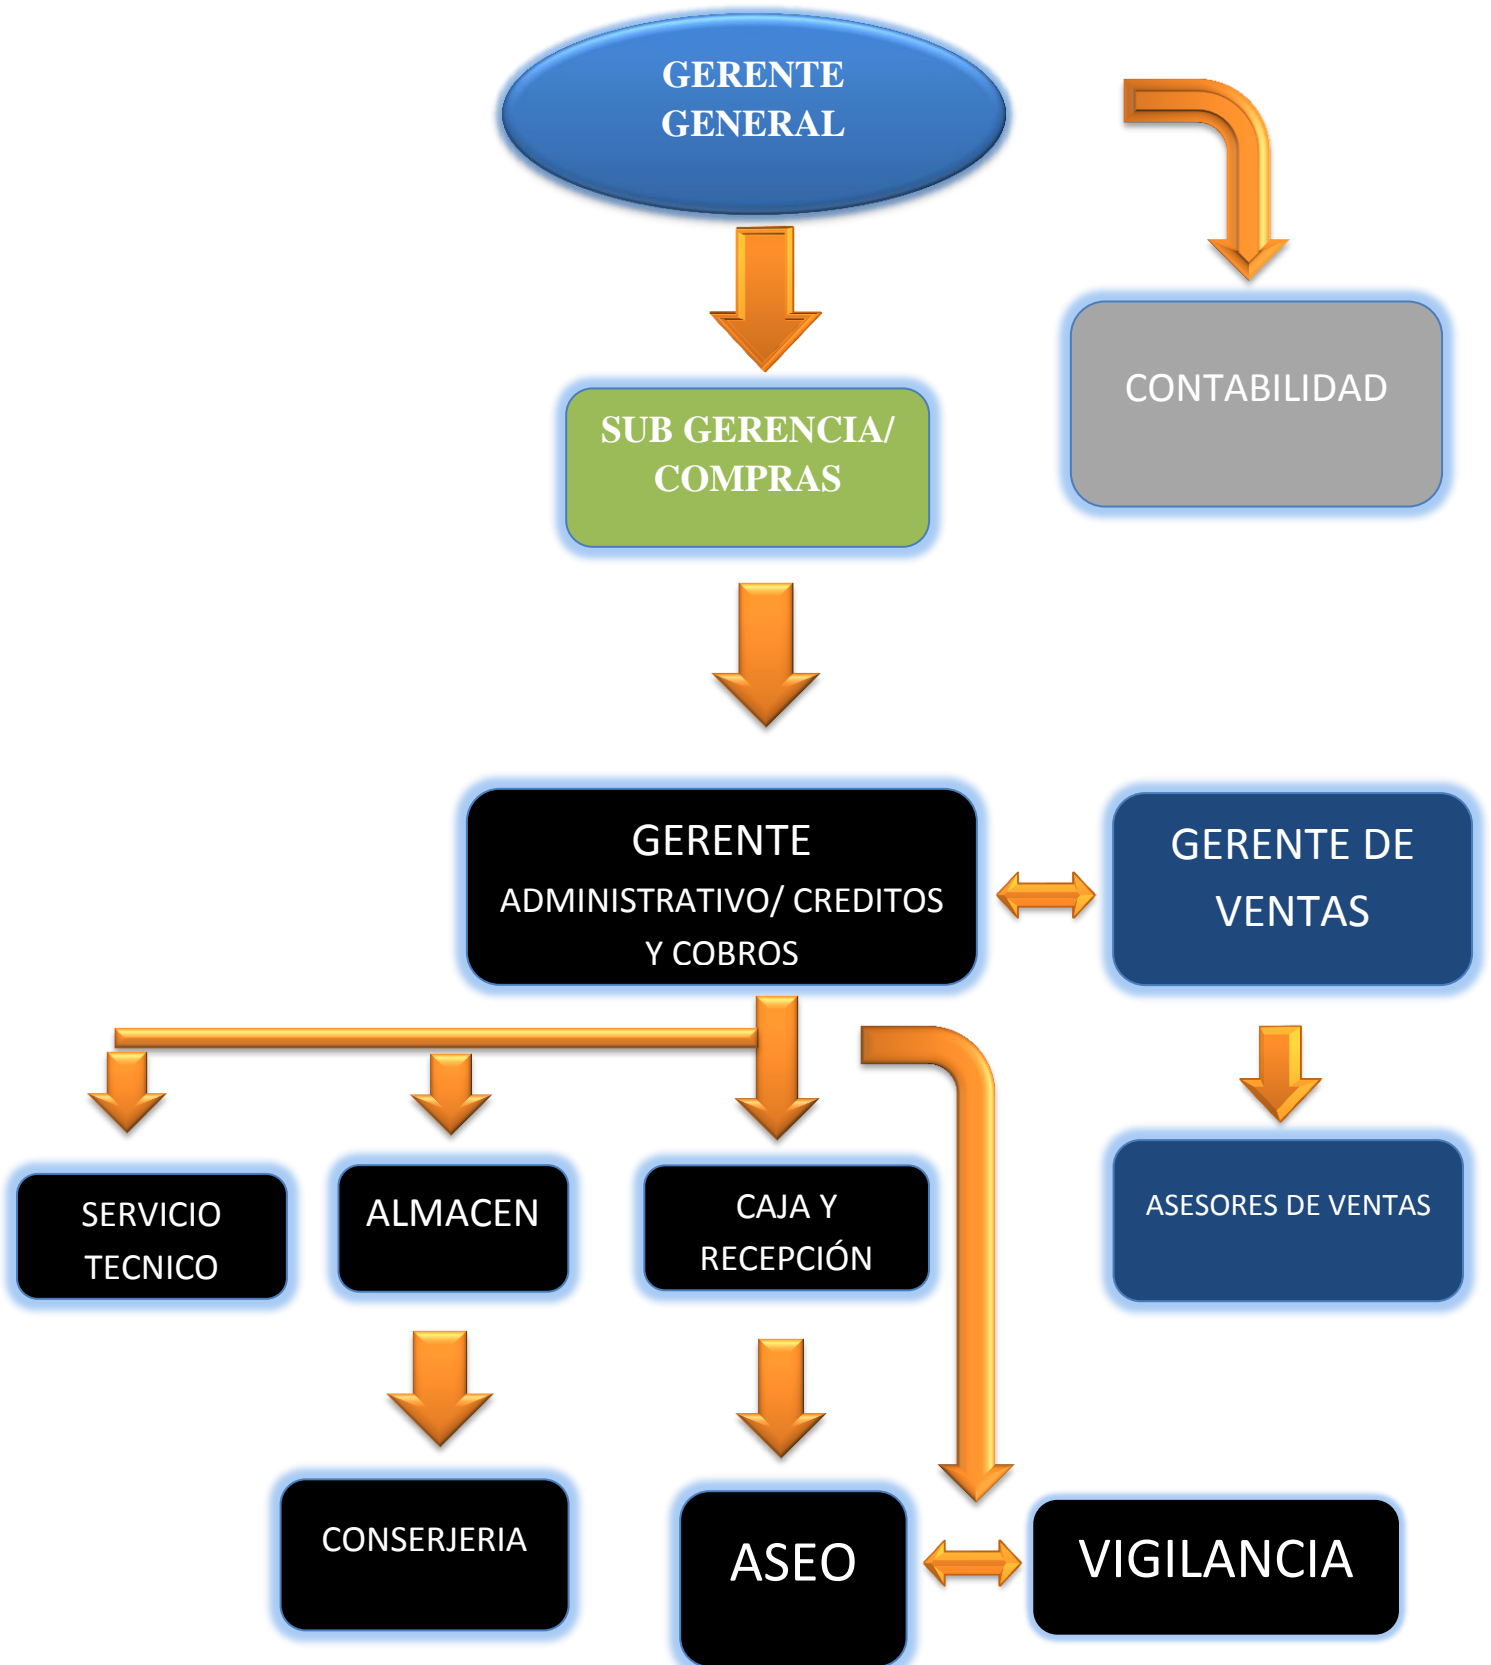 GERENTE
GENERAL
CONTABILIDAD
SUB GERENCIA/
COMPRAS
GERENTE
ADMINISTRATIVO/ CREDITOS
Y COBROS
GERENTE DE
VENTAS
SERVICIO
TECNICO
ALMACEN
CAJA Y
RECEPCIÓN
ASESORES DE VENTAS
CONSERJERIA
ASEO
VIGILANCIA